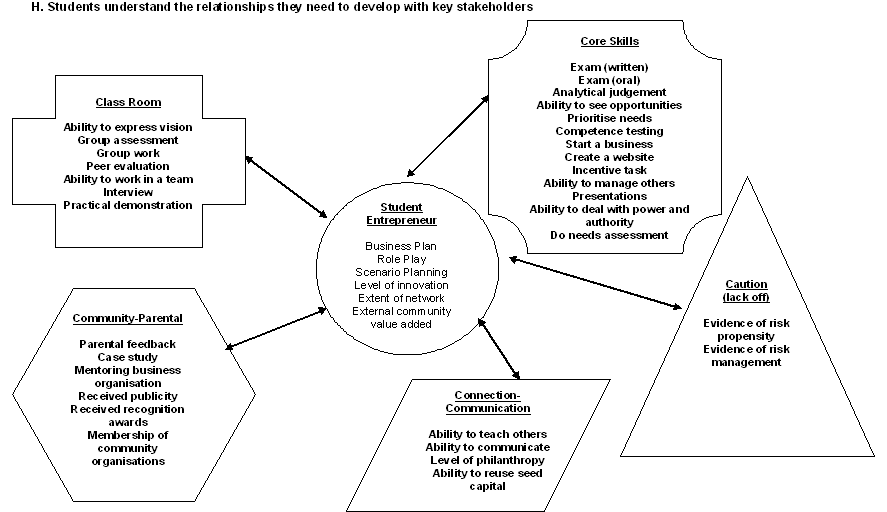 H. Students understand the relationships they need to develop with key stakeholders
Core Skills
Exam (written)
Exam (oral)
Analytical judgement
Ability to see opportunities
Prioritise needs
Competence testing
Start a business
Create a website
Incentive task
Ability to manage others
Presentations
Ability to deal with power and
authority
Do needs assessment
Class Room
Ability to express vision
Group assessment
Group work
Peer evaluation
Ability to work in a team
Interview
Practical demonstration
Student
Entrepreneur
Business Plan
Role Play
Scenario Planning
Level of innovation
Extent of network
External community
value added
Caution
(lack off)
Evidence of risk
propensity
Evidence of risk
management
Community-Parental
Parental feedback
Case study
Mentoring business
organisation
Received publicity
Received recognition
awards
Membership of
community
organisations
Connection-
Communication
Ability to teach others
Ability to communicate
Level of philanthropy
Ability to reuse seed
capital